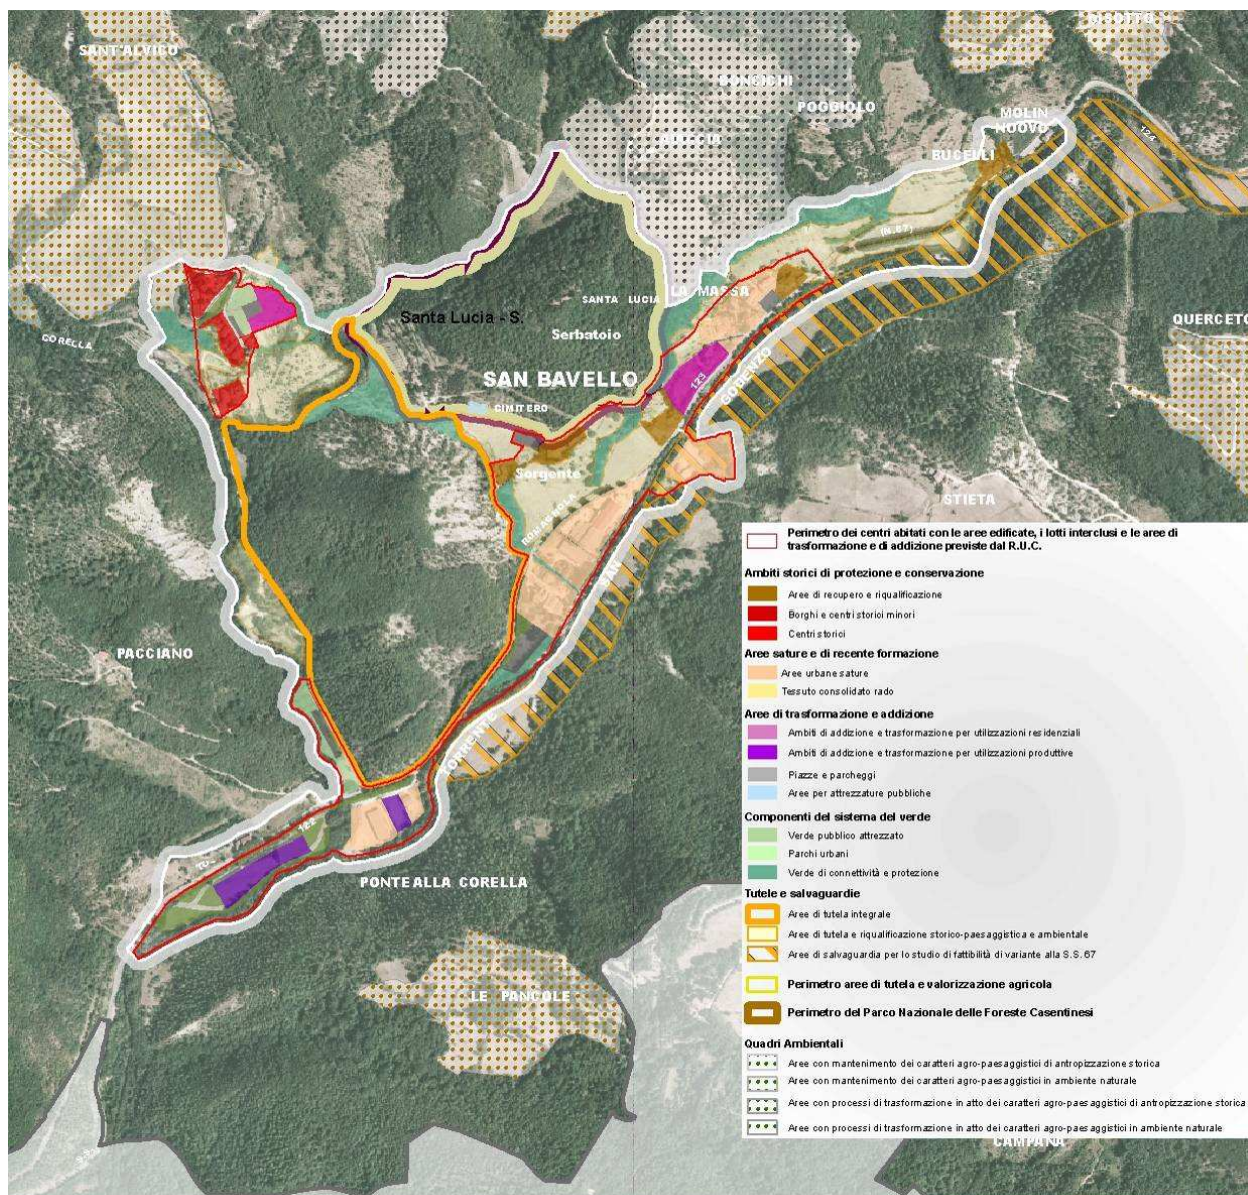 SANT'ALVICO
POGGIOLO
MOLIN
NUOVO
BUCELLI
124
(N.67)
SANTA LUCIA
LA MASSA
Santa Lucia - S.
Serbatoio
CORELLA
QUERCETO
SAN BAVELLO
123
GODENZO
CIMITERO
Sorgente
STIETA
ROMAGNOLA
SAN
PACCIANO
TORRENTE
PONTE ALLA CORELLA
LE PANCOLE
CAMPANA
Perimetro dei centri abitati con le aree edificate, i lotti interclusi e le aree di
trasformazione e di addizione previste dal R.U.C.
Ambiti storici di protezione e conservazione
Aree di recupero e riqualificazione
Borghi e centri storici minori
Centri storici
Aree sature e di recente formazione
Aree urbane sature
Tessuto consolidato rado
Aree di trasformazione e addizione
Ambiti di addizione e trasformazione per utilizzazioni residenziali
Ambiti di addizione e trasformazione per utilizzazioni produttive
Piazze e parcheggi
Aree per attrezzature pubbliche
Componenti del sistema del verde
Verde pubblico attrezzato
Parchi urbani
Verde di connettività e protezione
Tutele e salvaguardie
Aree di tutela integrale
Aree di tutela e riqualificazione storico-paesaggistica e ambientale
Aree di salvaguardia per lo studio di fattibilità di variante alla S.S.67
Perimetro aree di tutela e valorizzazione agricola
Perimetro del Parco Nazionale delle Foreste Casentinesi
Quadri Ambientali
Aree con mantenimento dei caratteri agro-paesaggistici di antropizzazione storica
Aree con mantenimento dei caratteri agro-paesaggistici in ambiente naturale
Aree con processi di trasformazione in atto dei caratteri agro-paesaggistici di antropizzazione storica
Aree con processi di trasformazione in atto dei caratteri agro-paesaggistici in ambiente naturale